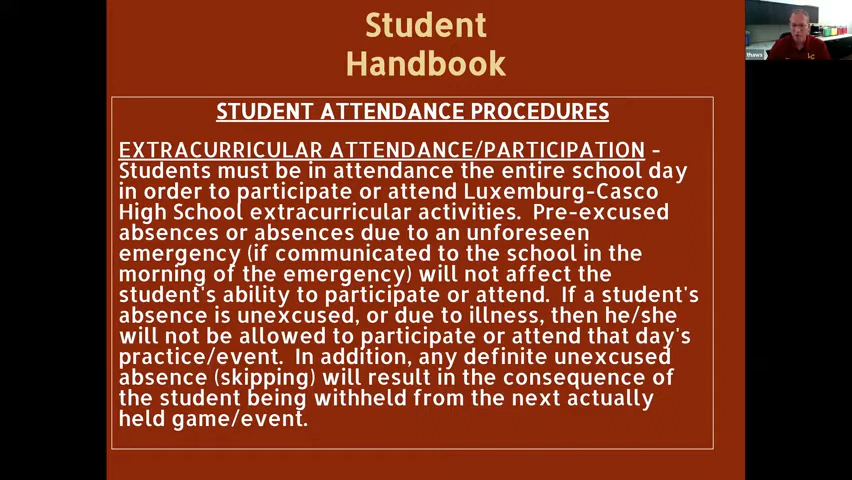 Student
Handbook
STUDENT ATTENDANCE PROCEDURES
EXTRACURRICULAR ATTENDANCE/PARTICIPATION -
Students must be in attendance the entire school day
in order to participate or attend Luxemburg-Casco
High School extracurricular activities.  Pre-excused
absences or absences due to an unforeseen
emergency (if communicated to the school in the
morning of the emergency) will not affect the
student's ability to participate or attend.  If a student's
absence is unexcused, or due to illness, then he/she
will not be allowed to participate or attend that day's
practice/event.  In addition, any definite unexcused
absence (skipping) will result in the consequence of
the student being withheld from the next actually
held game/event.
thaws